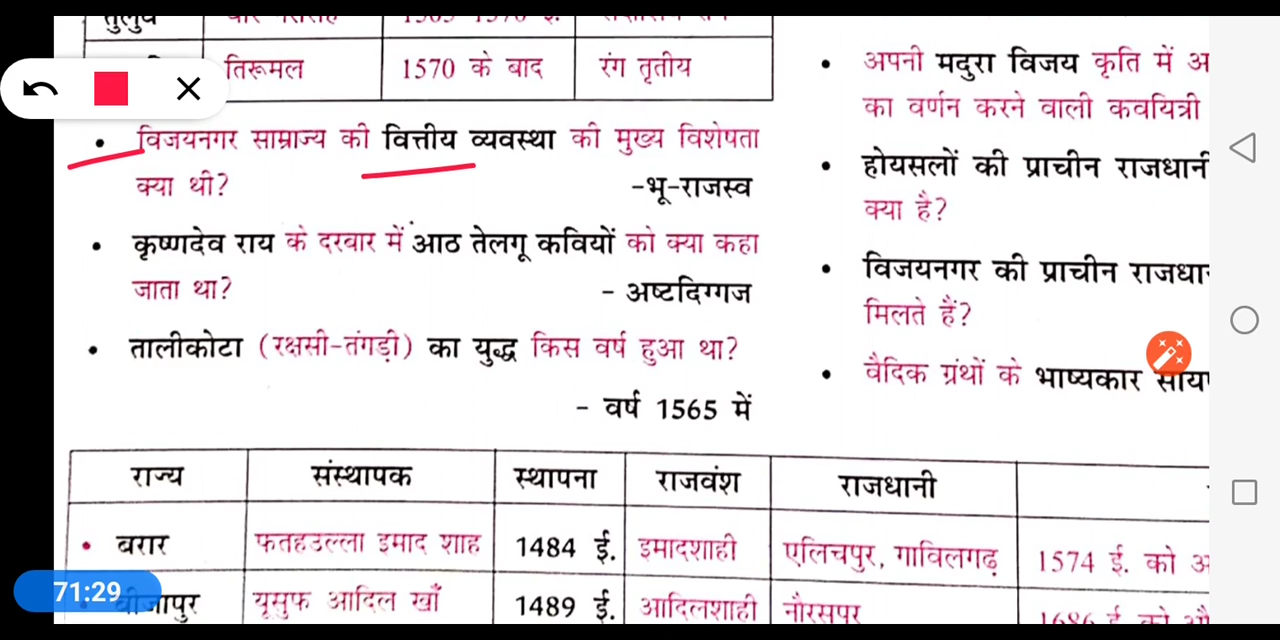 तुलुव
तिरूमल 1570 के बाद रंग तृतीय
• विजयनगर साम्राज्य की वित्तीय व्यवस्था की मुख्य विशेषता
क्या थी? -भू-राजस्व
• कृष्णदेव राय के दरबार में आठ तेलगू कवियों को क्या कहा
जाता था? - अष्टदिग्गज
• तालीकोटा (रक्षसी-तंगड़ी) का युद्ध किस वर्ष हुआ था?
- वर्ष 1565 में
• अपनी मदुरा विजय कृति में
का वर्णन करने वाली कवयित्री
• होयसलों की प्राचीन राजधानी
क्या है?
• विजयनगर की प्राचीन
मिलते हैं?
• वैदिक ग्रंथों के भाष्यकार
राज्य संस्थापक स्थापना राजवंश राजधानी
• बरार फतहउल्ला इमाद शाह 1484 ई. इमादशाही एलिचपुर, गाविलगढ़ 1574 ई. को
बीजापुर यूसुफ आदिल खाँ 1489 ई. आदिलशाही नौरसपुर
71:29